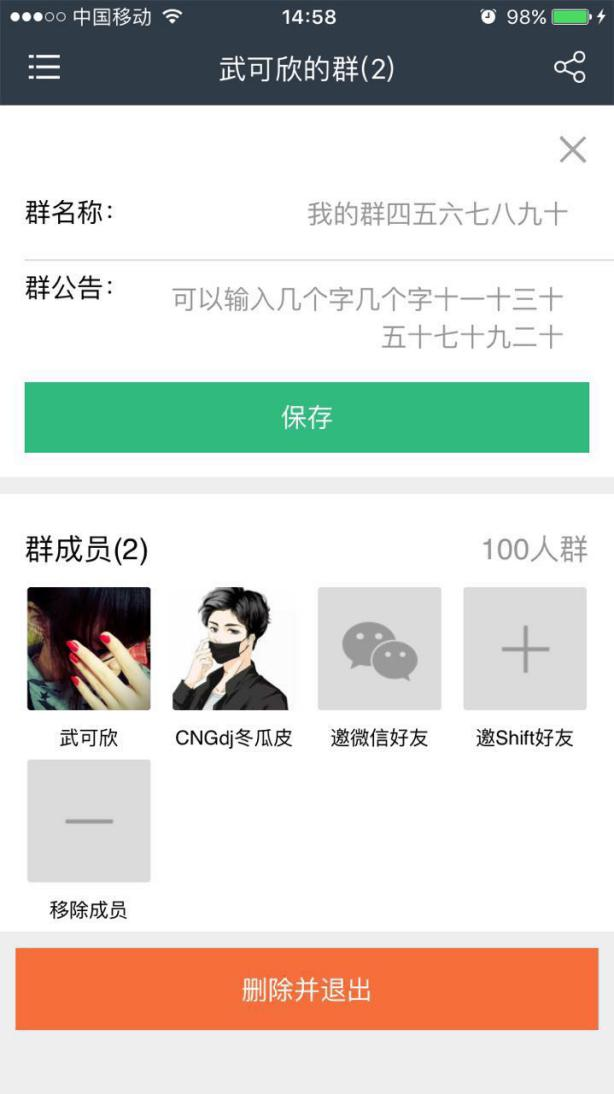 中国移动 14:58 98%
武可欣的群(2)
群名称： 我的群四五六七八九十
群公告： 可以输入几个字几个字十一十三十
五十七十九二十
保存
群成员(2) 100人群
武可欣 CNGdj冬瓜皮 邀微信好友 邀Shift好友
移除成员
删除并退出